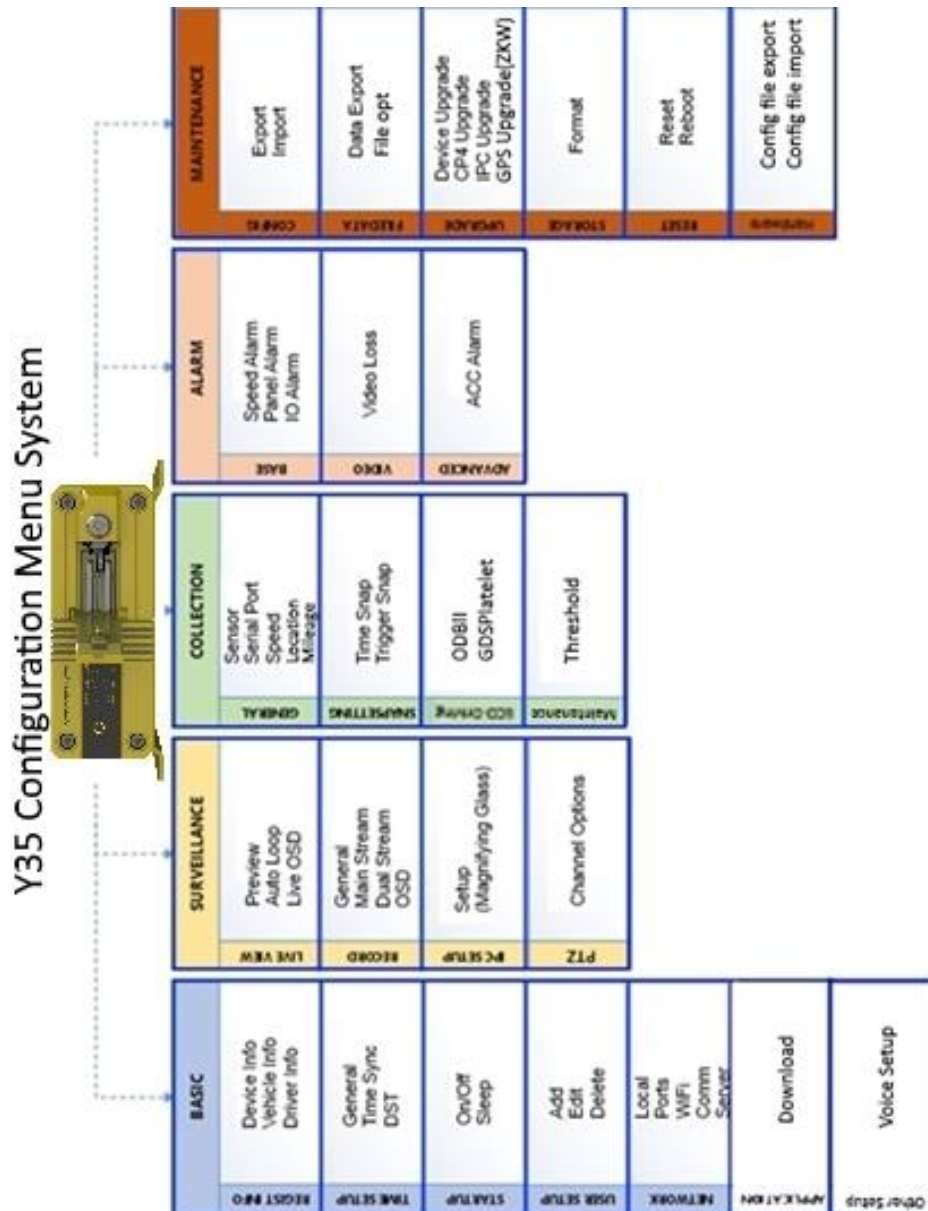 Y35 Configuration Menu System
BASIC
REGIST INFO
Device Info
Vehicle Info
Driver Info
TIME SETUP
General
Time Sync
DST
STARTUP
On/Off
Sleep
USER SETUP
Add
Edit
Delete
NETWORK
Local
Ports
WiFi
Comm
Server
APPLICATION
Download
Other Setup
Voice Setup
SURVEILLANCE
LIVE VIEW
Preview
Auto Loop
Live OSD
RECORD
General
Main Stream
Dual Stream
OSD
IPC SETUP
Setup
(Magnifying Glass)
PTZ
Channel Options
COLLECTION
GENERAL
Sensor
Serial Port
Speed
Location
Mileage
SNAPSETTING
Time Snap
Trigger Snap
ECO Driving
ODBII
GDSPlatelet
Maintenance
Threshold
ALARM
BASE
Speed Alarm
Panel Alarm
IO Alarm
VIDEO
Video Loss
ADVANCED
ACC Alarm
MAINTENANCE
CONFIG
Export
Import
FILEDATA
Data Export
File opt
UPGRADE
Device Upgrade
CP4 Upgrade
IPC Upgrade
GPS Upgrade(ZKW)
STORAGE
Format
RESET
Reset
Reboot
Config file export
Config file import